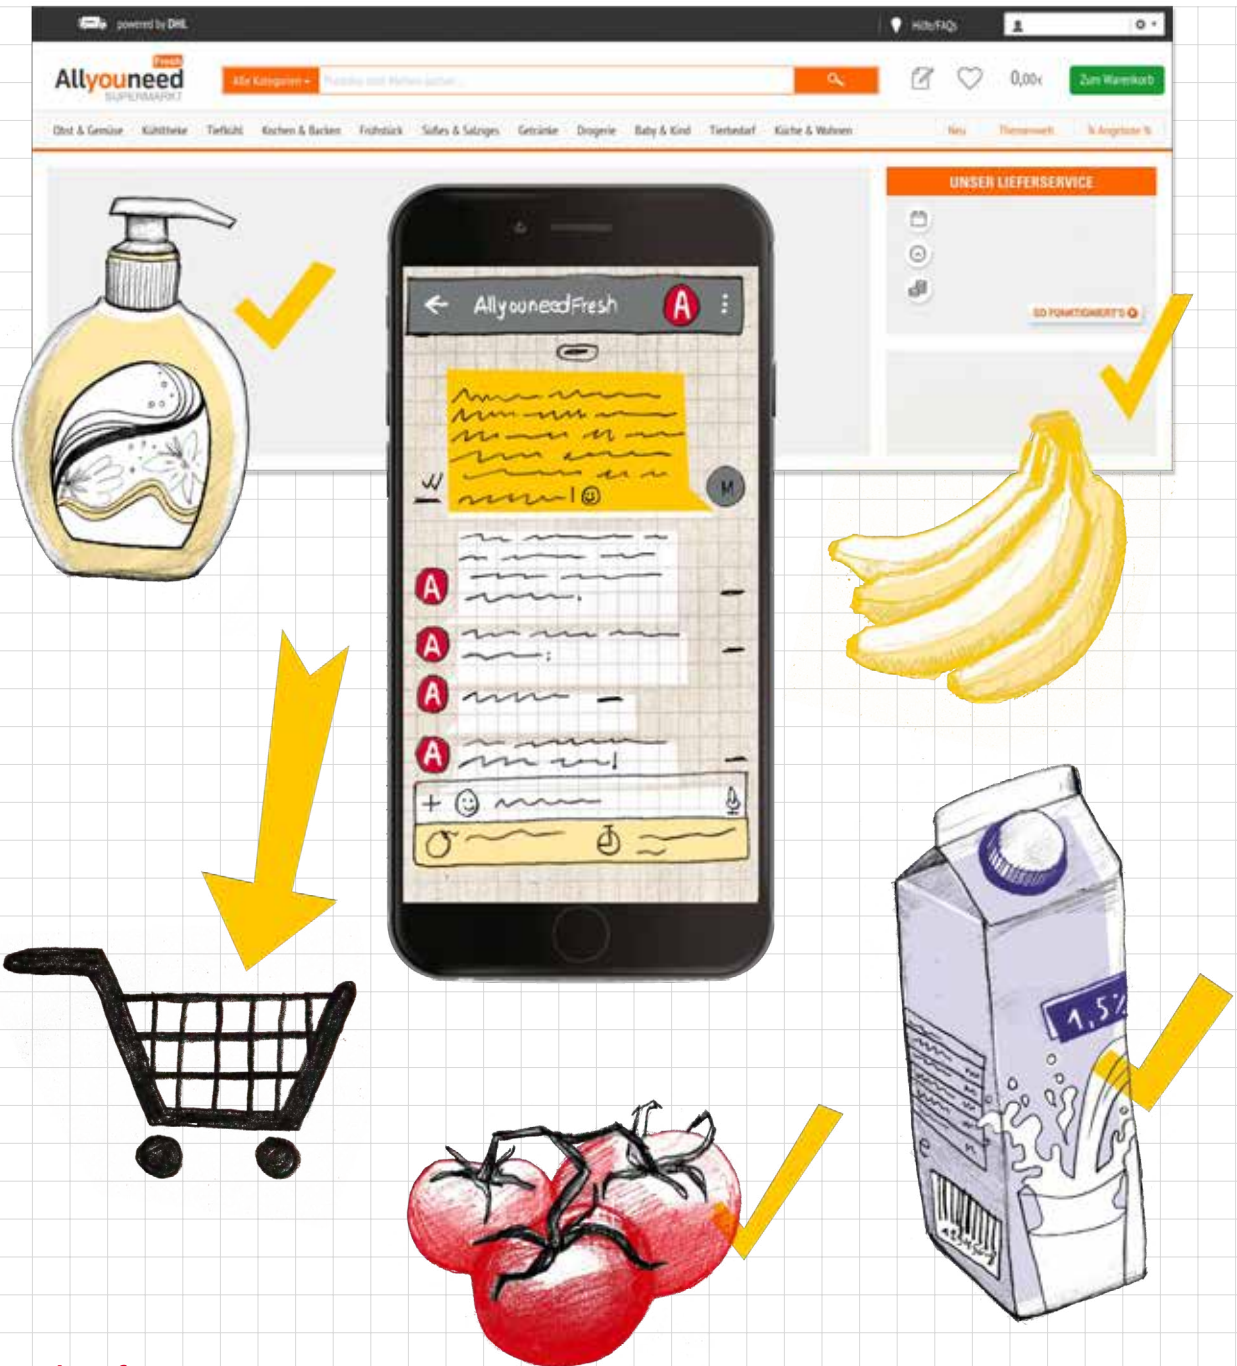 powered by DHL
Hilfe/FAQs
Fresh
Allyouneed
SUPERMARKT
Alle Kategorien
0,00€
Zum Warenkorb
Obst & Gemüse Kühltheke Tiefkühl Kochen & Backen Frühstück Süßes & Salziges Getränke Drogerie Baby & Kind Tierbedarf Küche & Wohnen Neu Themenwelt % Angebote %
UNSER LIEFERSERVICE
SO FUNKTIONIERT'S
AllyouneedFresh A
M
A
A
A
A
1,5%
e